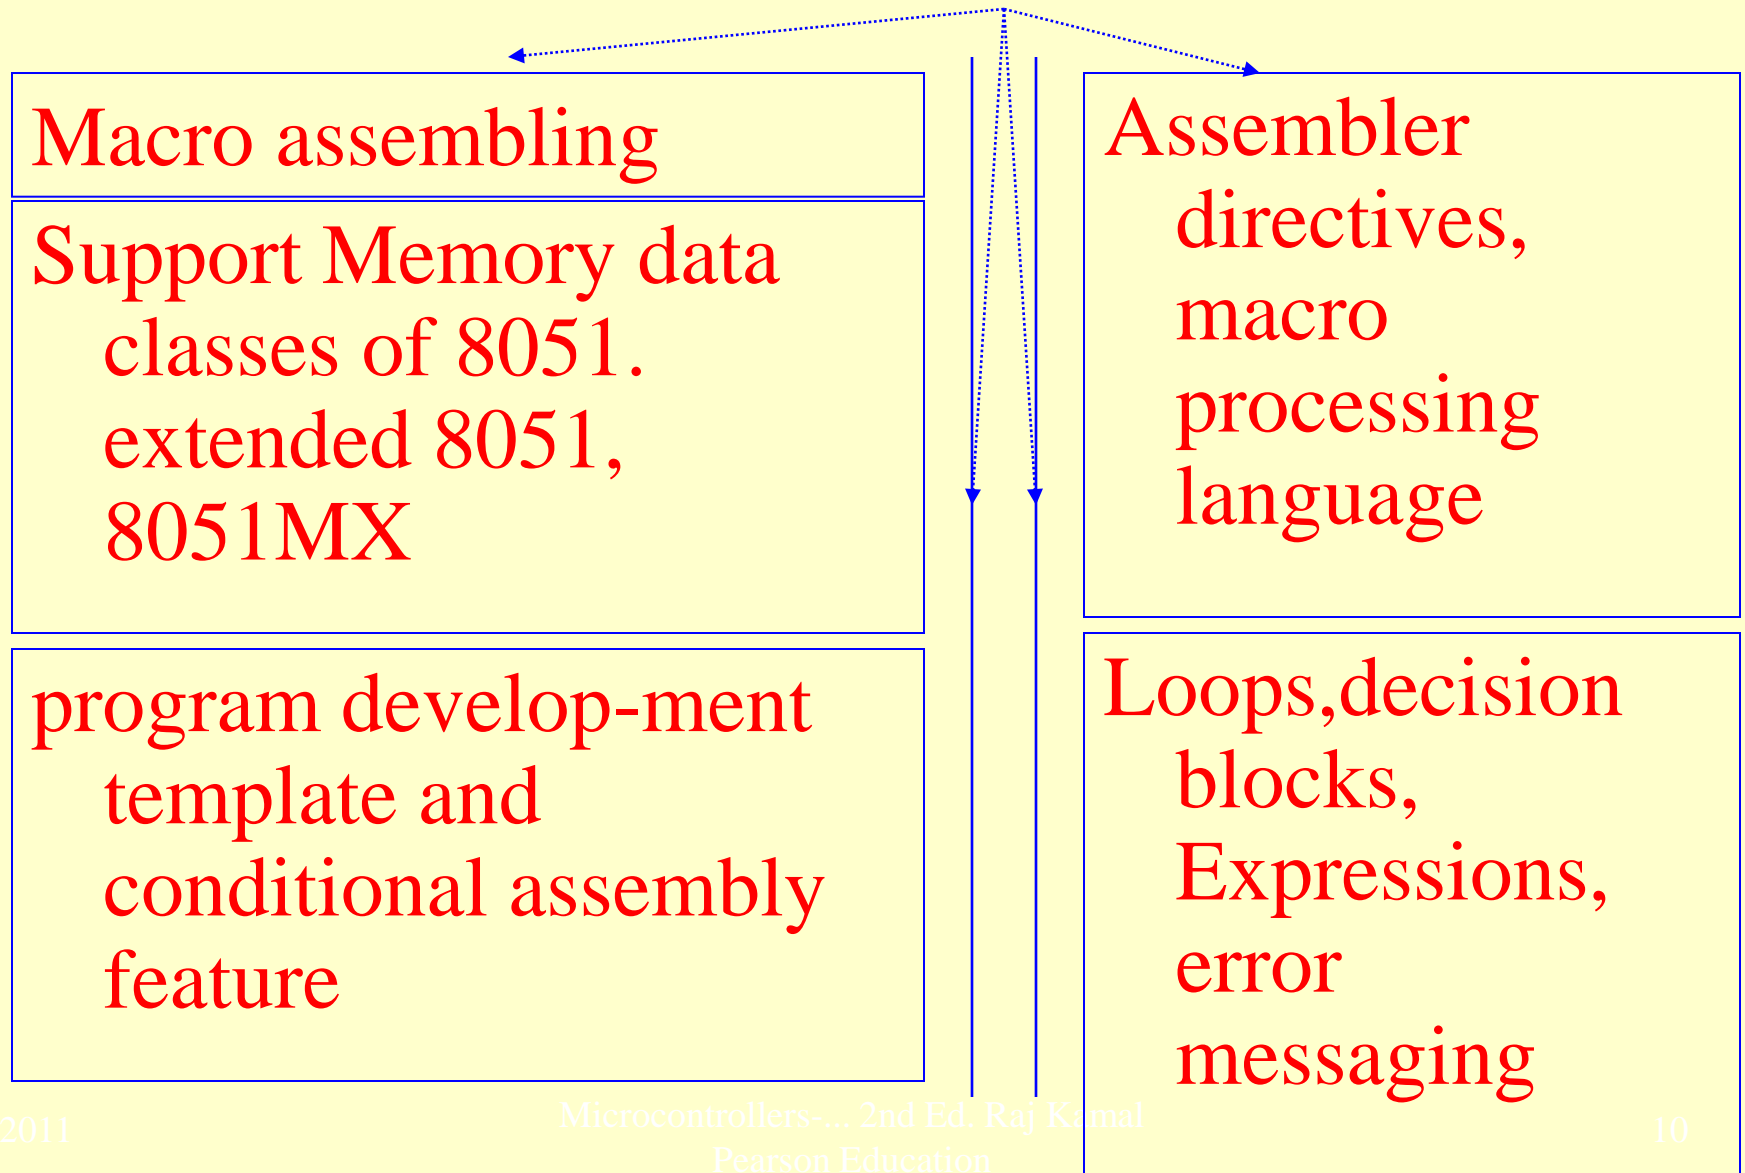 Macro assembling
Support Memory data
classes of 8051.
extended 8051,
8051MX
program develop-ment
template and
conditional assembly
feature
Assembler
directives,
macro
processing
language
Loops,decision
blocks,
Expressions,
error
messaging
2011
Microcontrollers-... 2nd Ed. Raj Kamal
Pearson Education
10